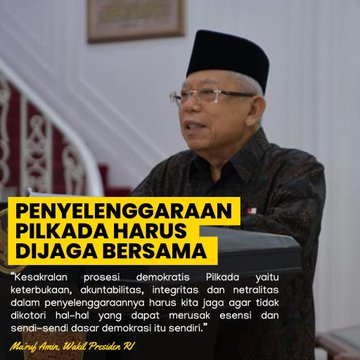 PENYELENGGARAAN
PILKADA HARUS
DIJAGA BERSAMA
“Kesakralan prosesi demokratis Pilkada yaitu
keterbukaan, akuntabilitas, integritas dan netralitas
dalam penyelenggaraannya harus kita jaga agar tidak
dikotori hal-hal yang dapat merusak esensi dan
sendi-sendi dasar demokrasi itu sendiri.”
Ma'ruf Amin, Wakil Presiden RI